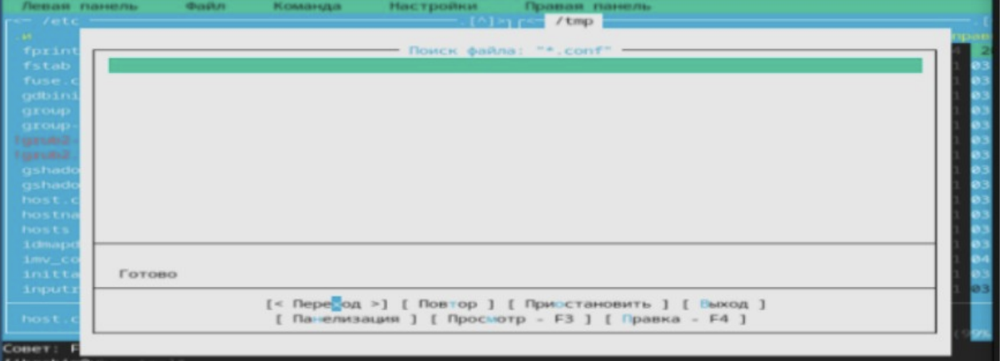 Левая панель Файл Команда Настройки Правая панель
/etc .[^]> /tmp
.и
fprint Поиск файла: "*.conf"
fstab
fuse.c
gdbini
group
group-
!grub2-
!grub2.
gshado
gshado
host.c
hostna
hosts
idmapd
imv_co
initta Готово
inputr
[< Переход >] [ Повтор ] [ Приостановить ] [ Выход ]
host.c [ Панелизация ] [ Просмотр - F3 ] [ Правка - F4 ]
Совет: F